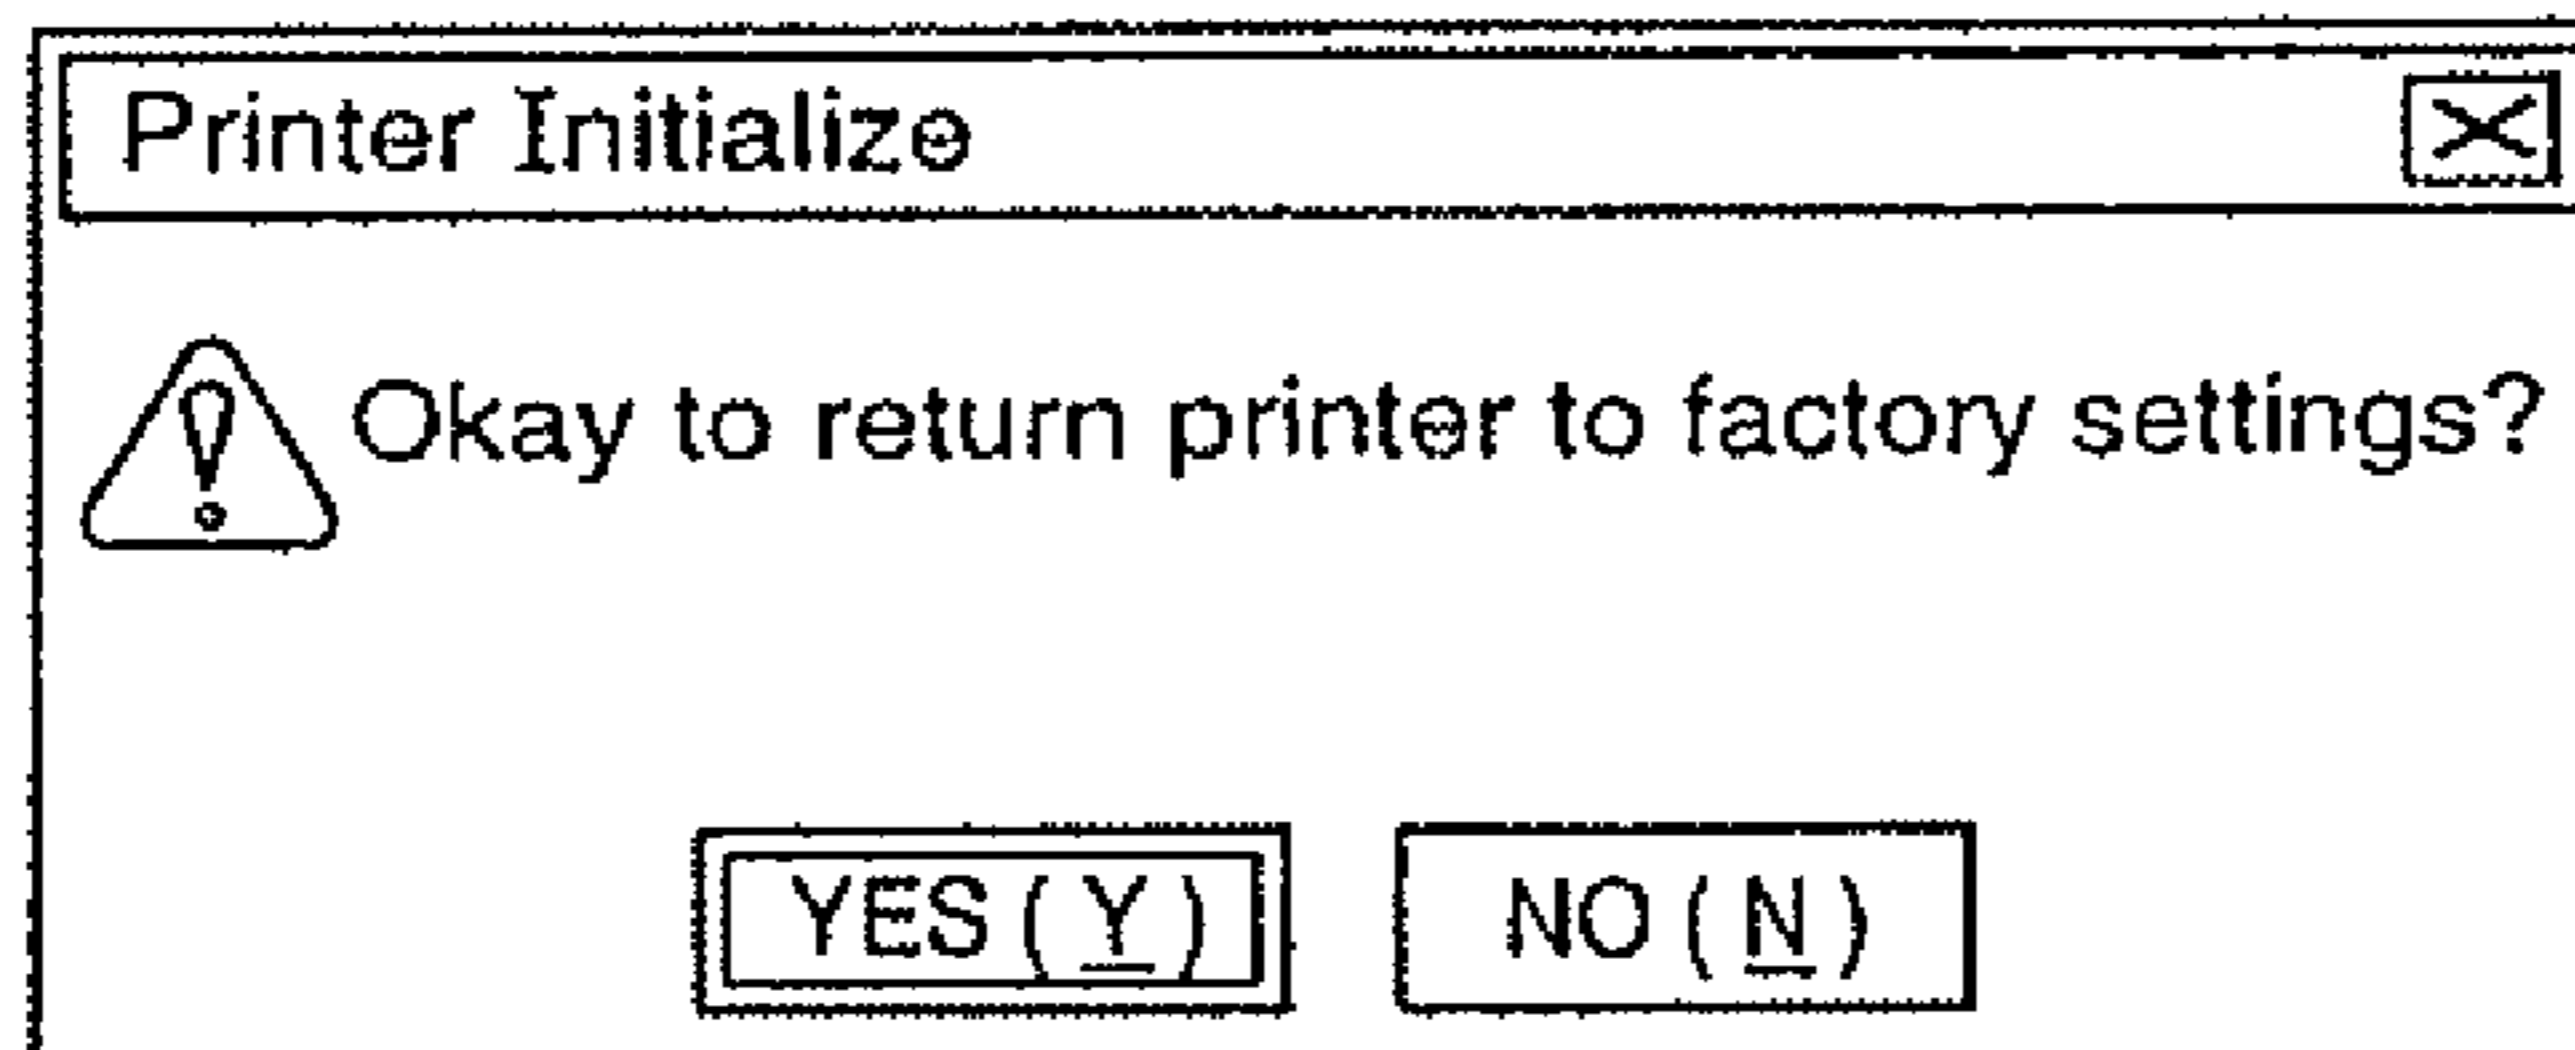 Printer Initialize
Okay to return printer to factory settings?
YES (Y) NO (N)